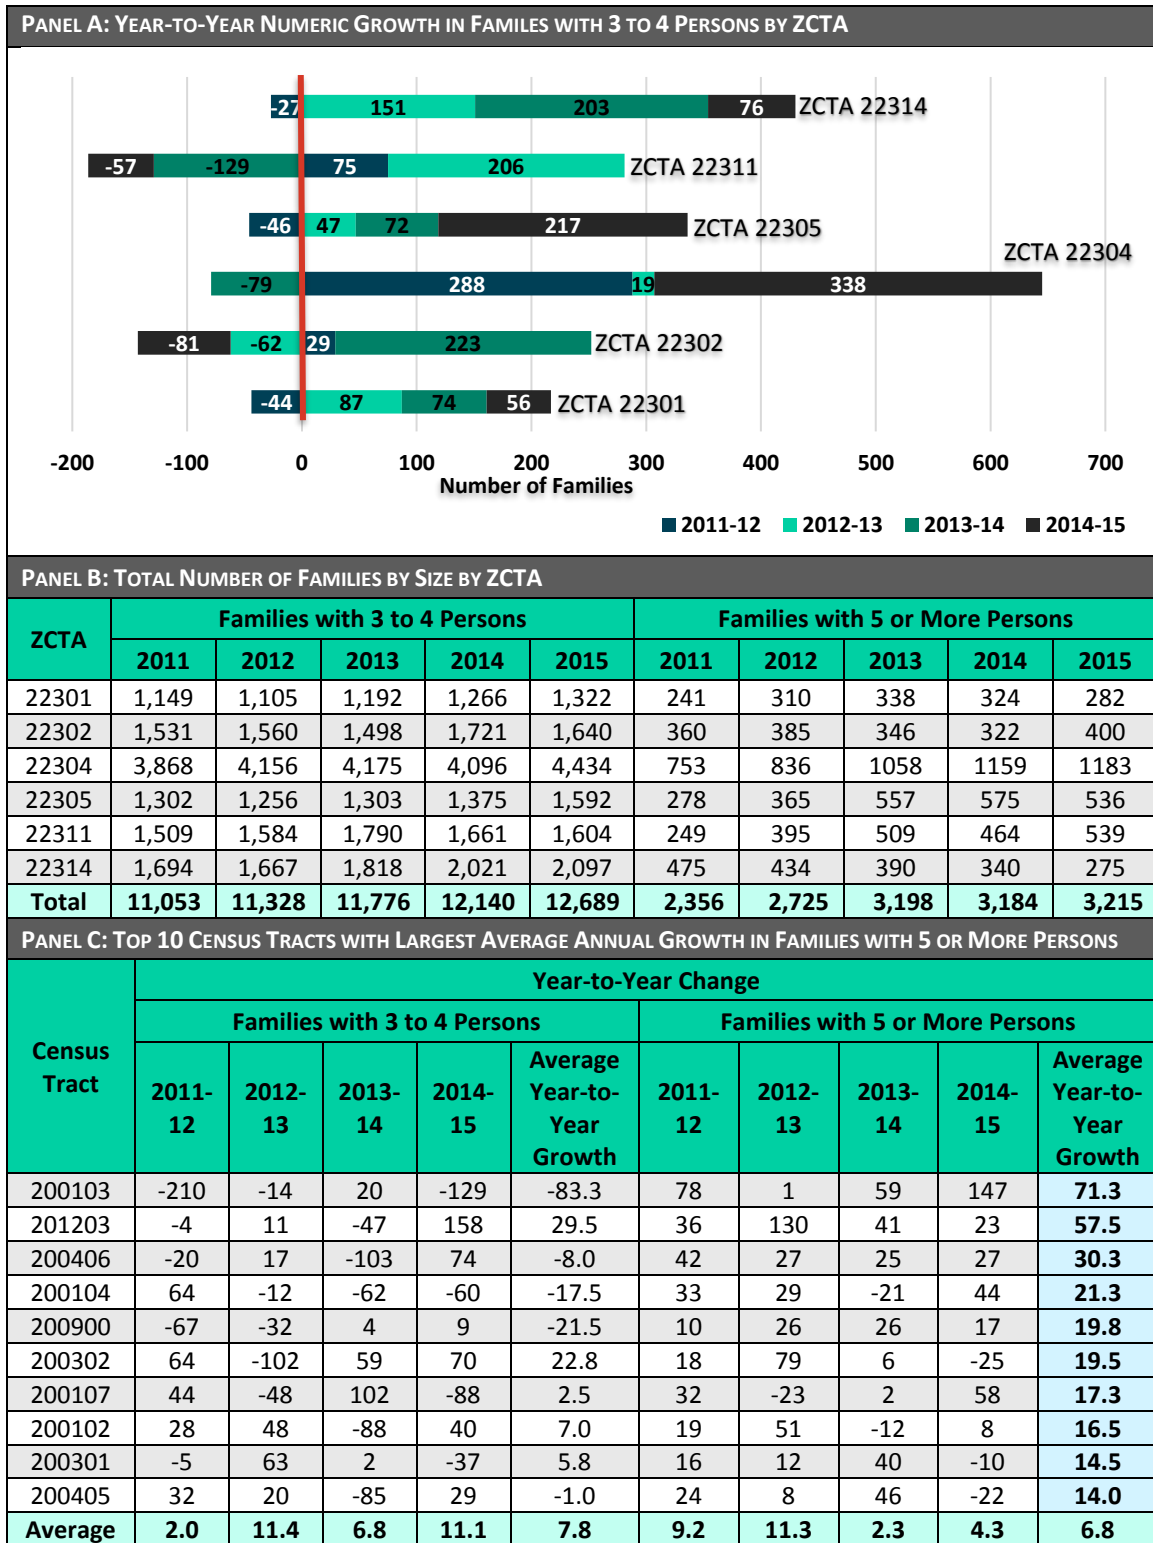 PANEL A: YEAR-TO-YEAR NUMERIC GROWTH IN FAMILES WITH 3 TO 4 PERSONS BY ZCTA
-27 151 203 76 ZCTA 22314
-57 -129 75 206 ZCTA 22311
-46 47 72 217 ZCTA 22305
ZCTA 22304
-79 288 19 338
-81 -62 29 223 ZCTA 22302
-44 87 74 56 ZCTA 22301
-200 -100 0 100 200 300 400 500 600 700
Number of Families
2011-12 2012-13 2013-14 2014-15
PANEL B: TOTAL NUMBER OF FAMILIES BY SIZE BY ZCTA
ZCTA Families with 3 to 4 Persons Families with 5 or More Persons
2011 2012 2013 2014 2015 2011 2012 2013 2014 2015
22301 1,149 1,105 1,192 1,266 1,322 241 310 338 324 282
22302 1,531 1,560 1,498 1,721 1,640 360 385 346 322 400
22304 3,868 4,156 4,175 4,096 4,434 753 836 1058 1159 1183
22305 1,302 1,256 1,303 1,375 1,592 278 365 557 575 536
22311 1,509 1,584 1,790 1,661 1,604 249 395 509 464 539
22314 1,694 1,667 1,818 2,021 2,097 475 434 390 340 275
Total 11,053 11,328 11,776 12,140 12,689 2,356 2,725 3,198 3,184 3,215
PANEL C: TOP 10 CENSUS TRACTS WITH LARGEST AVERAGE ANNUAL GROWTH IN FAMILIES WITH 5 OR MORE PERSONS
Census Tract
Year-to-Year Change
Families with 3 to 4 Persons Families with 5 or More Persons
2011-12 2012-13 2013-14 2014-15 Average Year-to-Year Growth 2011-12 2012-13 2013-14 2014-15 Average Year-to-Year Growth
200103 -210 -14 20 -129 -83.3 78 1 59 147 71.3
201203 -4 11 -47 158 29.5 36 130 41 23 57.5
200406 -20 17 -103 74 -8.0 42 27 25 27 30.3
200104 64 -12 -62 -60 -17.5 33 29 -21 44 21.3
200900 -67 -32 4 9 -21.5 10 26 26 17 19.8
200302 64 -102 59 70 22.8 18 79 6 -25 19.5
200107 44 -48 102 -88 2.5 32 -23 2 58 17.3
200102 28 48 -88 40 7.0 19 51 -12 8 16.5
200301 -5 63 2 -37 5.8 16 12 40 -10 14.5
200405 32 20 -85 29 -1.0 24 8 46 -22 14.0
Average 2.0 11.4 6.8 11.1 7.8 9.2 11.3 2.3 4.3 6.8